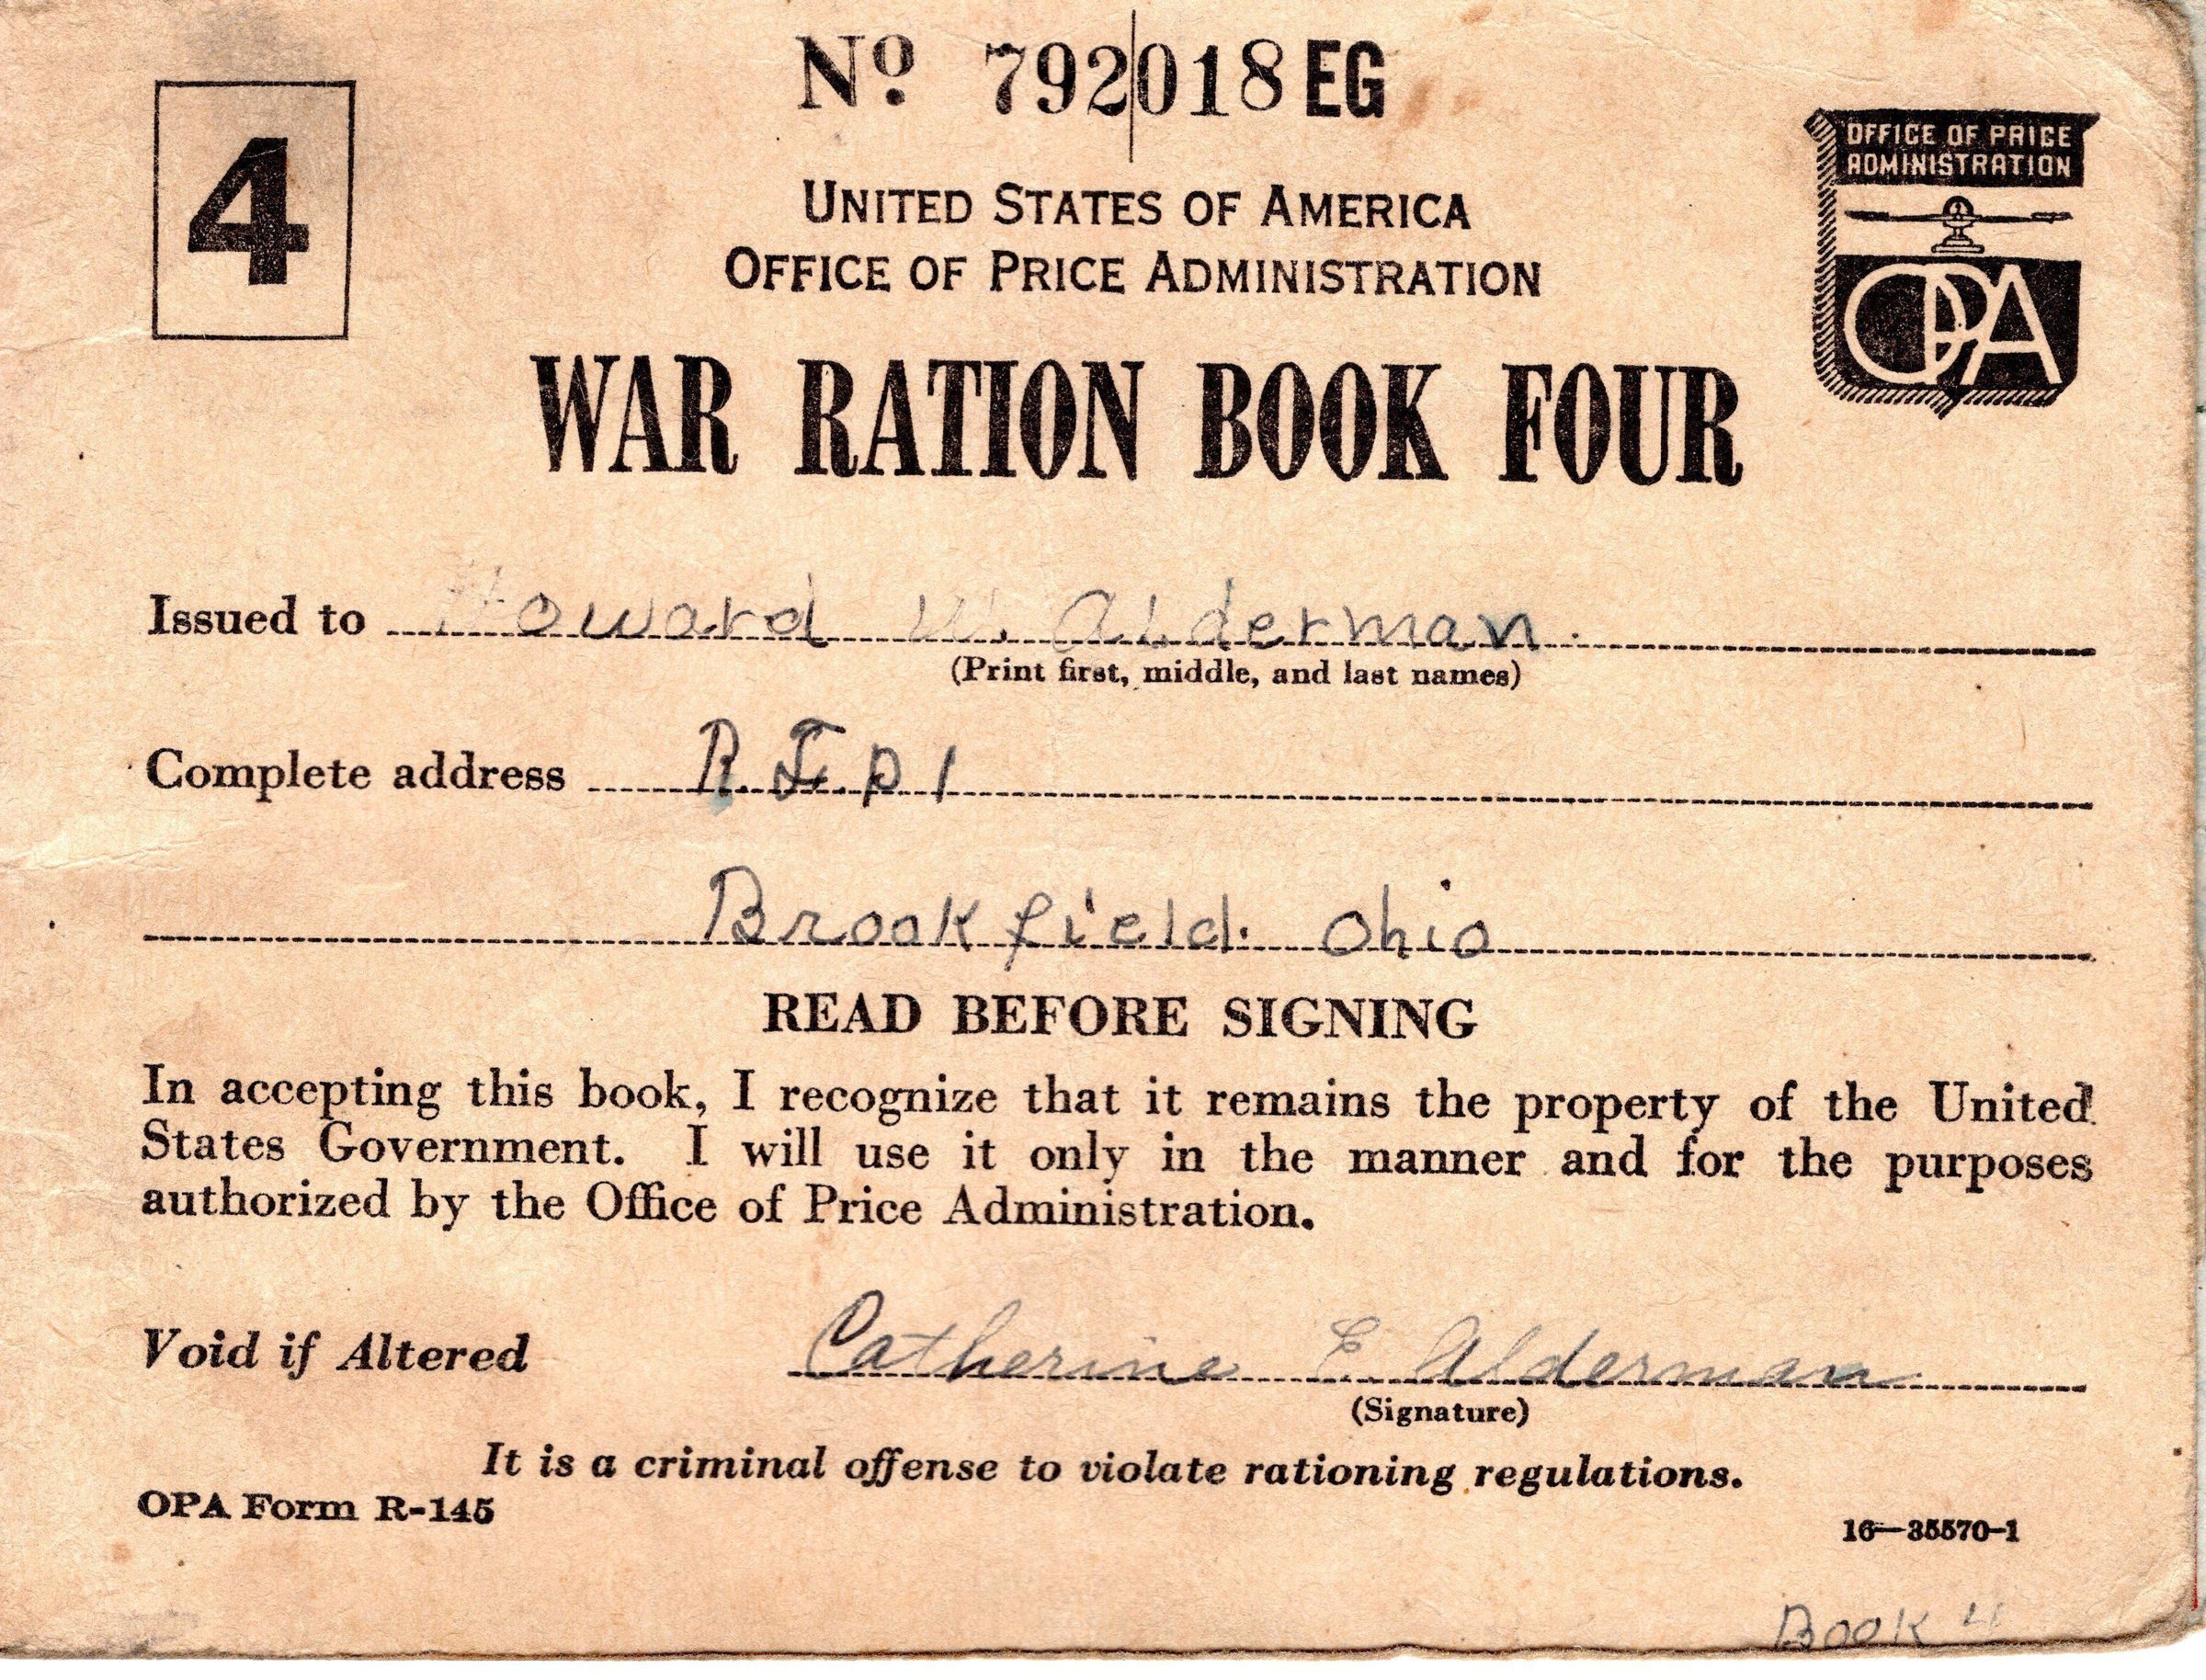 Nº 792018 EG
4
OFFICE OF PRICE
ADMINISTRATION
OPA
UNITED STATES OF AMERICA
OFFICE OF PRICE ADMINISTRATION
WAR RATION BOOK FOUR
Issued to Howard W. Alderman.
(Print first, middle, and last names)
Complete address R.F.D 1
Brookfield. Ohio
READ BEFORE SIGNING
In accepting this book, I recognize that it remains the property of the United
States Government. I will use it only in the manner and for the purposes
authorized by the Office of Price Administration.
Void if Altered Catherine E. Alderman
(Signature)
It is a criminal offense to violate rationing regulations.
OPA Form R-145
16—35570-1
Book 4